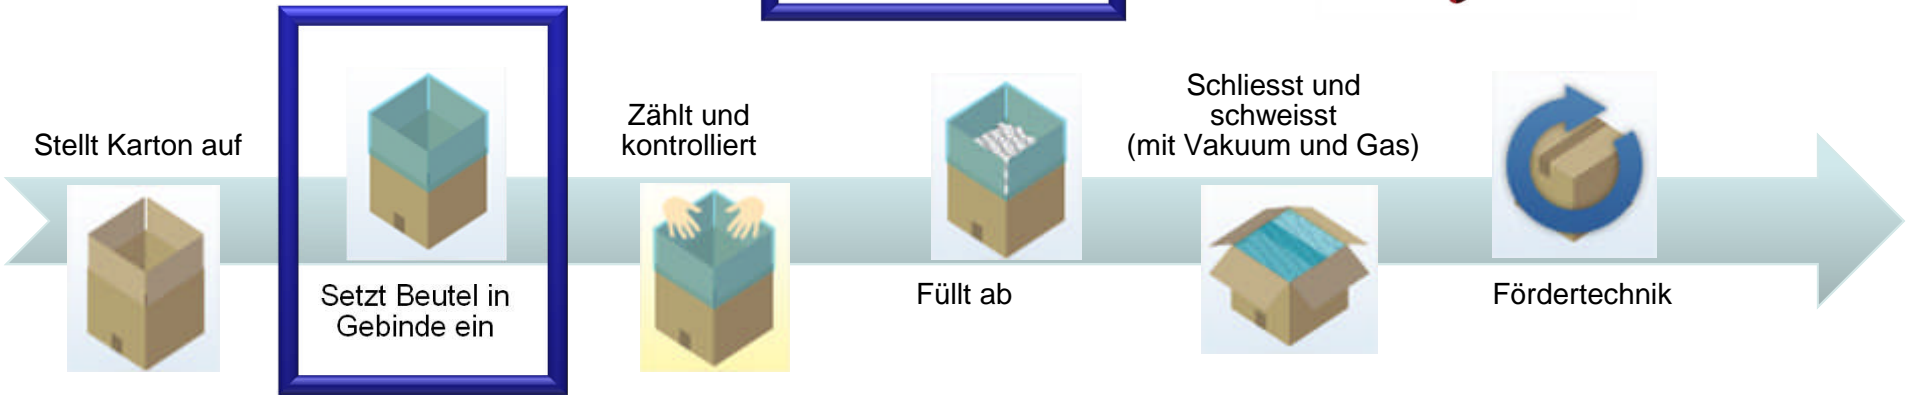 Stellt Karton auf
Setzt Beutel in
Gebinde ein
Zählt und
kontrolliert
Füllt ab
Schliesst und
schweisst
(mit Vakuum und Gas)
Fördertechnik